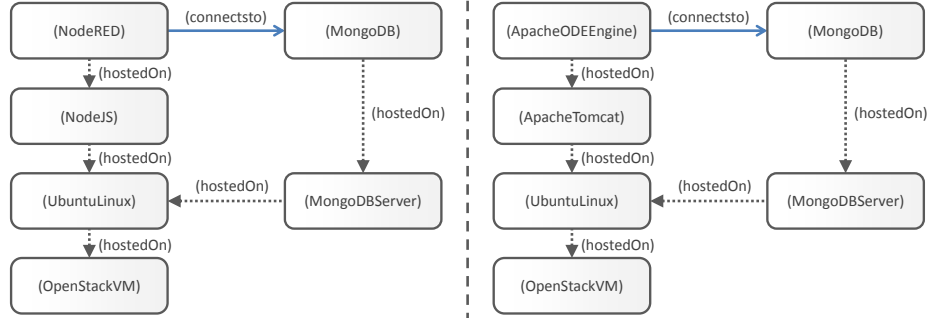 (NodeRED)
(connectsto)
(MongoDB)
(hostedOn)
(hostedOn)
(NodeJS)
(hostedOn)
(hostedOn)
(UbuntuLinux)
(MongoDBServer)
(hostedOn)
(OpenStackVM)
(ApacheODEEngine)
(connectsto)
(MongoDB)
(hostedOn)
(hostedOn)
(ApacheTomcat)
(hostedOn)
(hostedOn)
(UbuntuLinux)
(MongoDBServer)
(hostedOn)
(OpenStackVM)